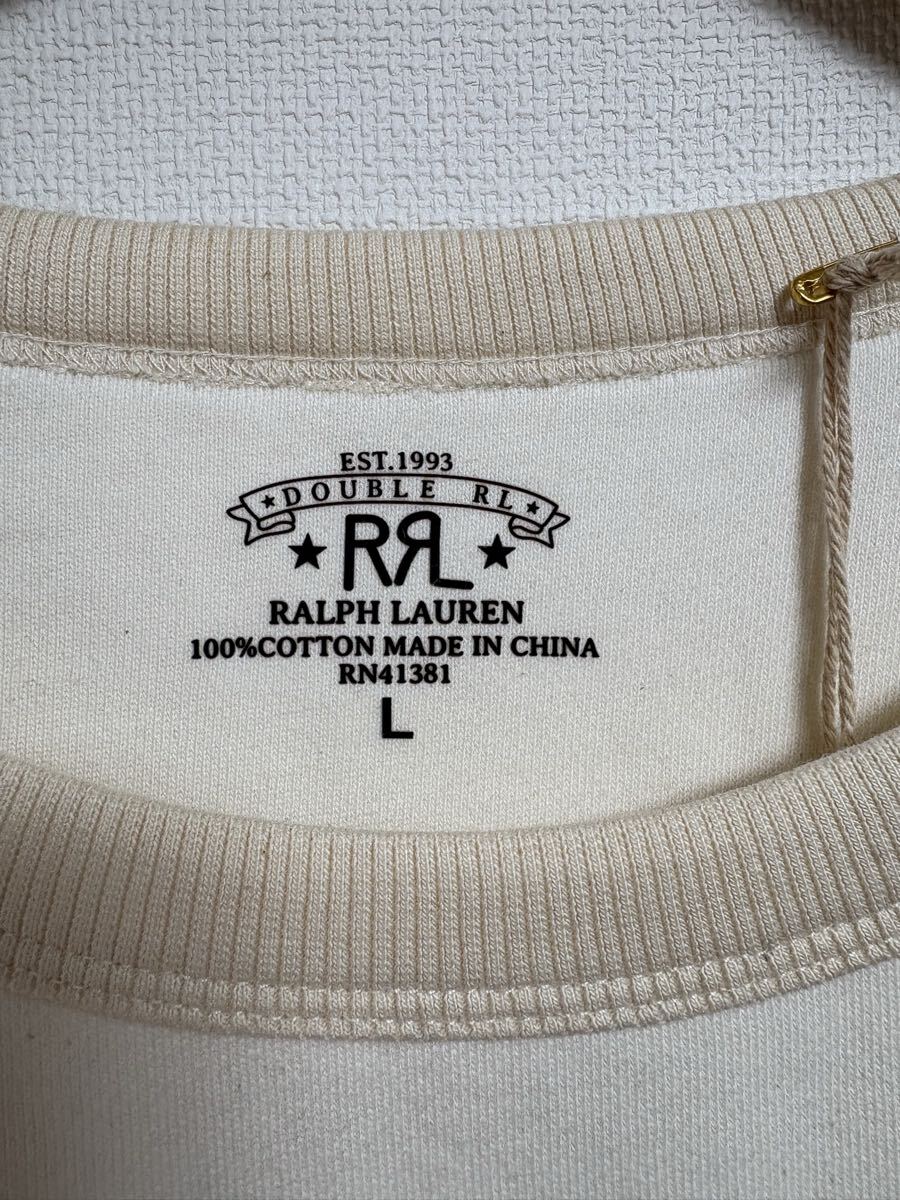 EST.1993
★DOUBLE RL★
★RRL★
RALPH LAUREN
100%COTTON MADE IN CHINA
RN41381
L